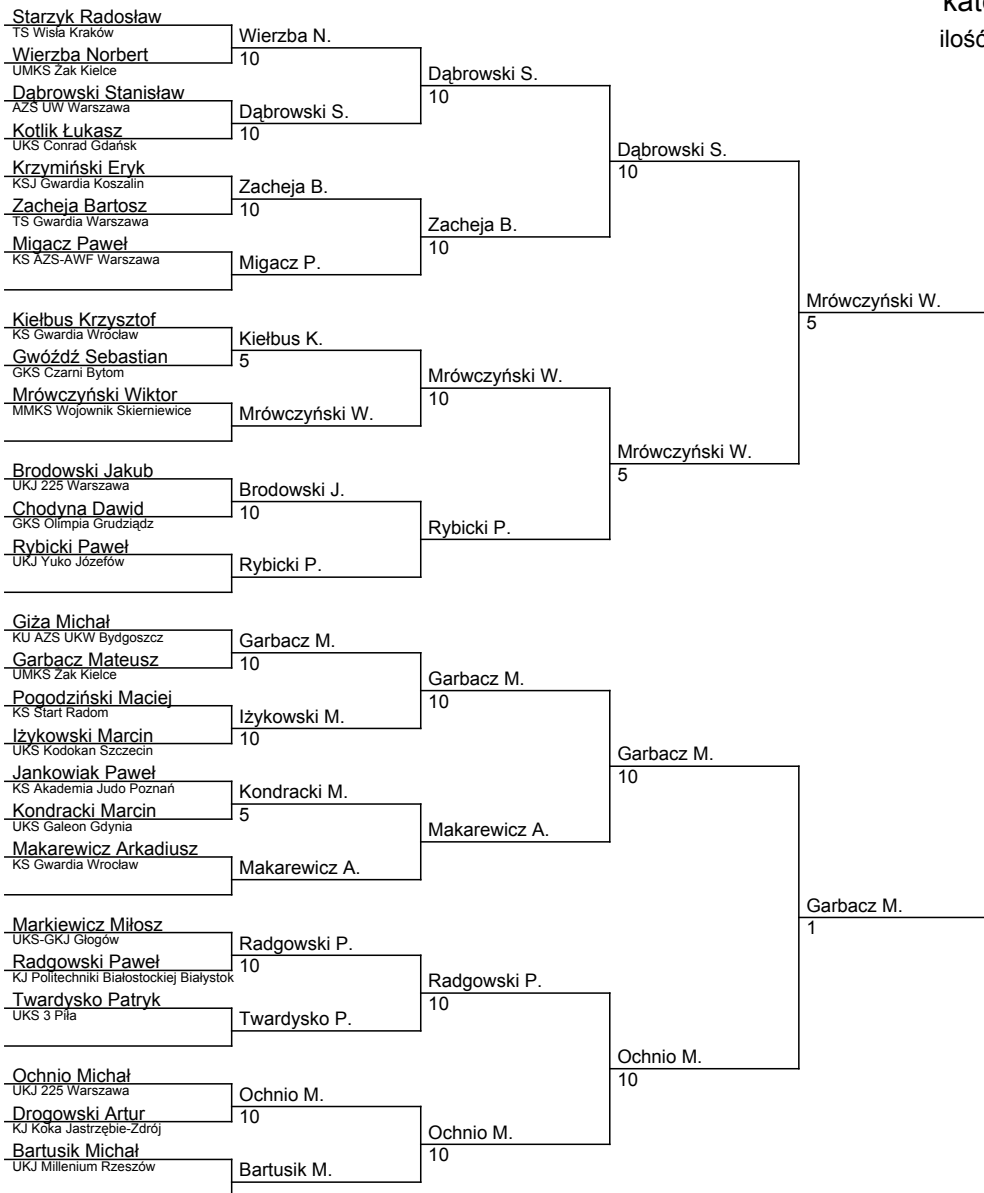 kat
ilość
Starzyk Radosław
TS Wisła Kraków
Wierzba Norbert
UMKS Żak Kielce
Dąbrowski Stanisław
AZS UW Warszawa
Kotlik Łukasz
UKS Conrad Gdańsk
Krzymiński Eryk
KSJ Gwardia Koszalin
Zacheja Bartosz
TS Gwardia Warszawa
Migacz Paweł
KS AZS-AWF Warszawa
Kiełbus Krzysztof
KS Gwardia Wrocław
Gwóźdź Sebastian
GKS Czarni Bytom
Mrówczyński Wiktor
MMKS Wojownik Skierniewice
Brodowski Jakub
UKJ 225 Warszawa
Chodyna Dawid
GKS Olimpia Grudziądz
Rybicki Paweł
UKJ Yuko Józefów
Giża Michał
KU AZS UKW Bydgoszcz
Garbacz Mateusz
UMKS Żak Kielce
Pogodziński Maciej
KS Start Radom
Iżykowski Marcin
UKS Kodokan Szczecin
Jankowiak Paweł
KS Akademia Judo Poznań
Kondracki Marcin
UKS Galeon Gdynia
Makarewicz Arkadiusz
KS Gwardia Wrocław
Markiewicz Miłosz
UKS-GKJ Głogów
Radgowski Paweł
KJ Politechniki Białostockiej Białystok
Twardysko Patryk
UKS 3 Piła
Ochnio Michał
UKJ 225 Warszawa
Drogowski Artur
KJ Koka Jastrzębie-Zdrój
Bartusik Michał
UKJ Millenium Rzeszów
Wierzba N.
10
Dąbrowski S.
10
Zacheja B.
10
Migacz P.
Kiełbus K.
5
Mrówczyński W.
Brodowski J.
10
Rybicki P.
Garbacz M.
10
Iżykowski M.
10
Kondracki M.
5
Makarewicz A.
Radgowski P.
10
Twardysko P.
Ochnio M.
10
Bartusik M.
Dąbrowski S.
10
Zacheja B.
10
Mrówczyński W.
10
Rybicki P.
Garbacz M.
10
Makarewicz A.
Radgowski P.
10
Ochnio M.
10
Dąbrowski S.
10
Mrówczyński W.
5
Garbacz M.
10
Ochnio M.
10
Mrówczyński W.
5
Garbacz M.
1